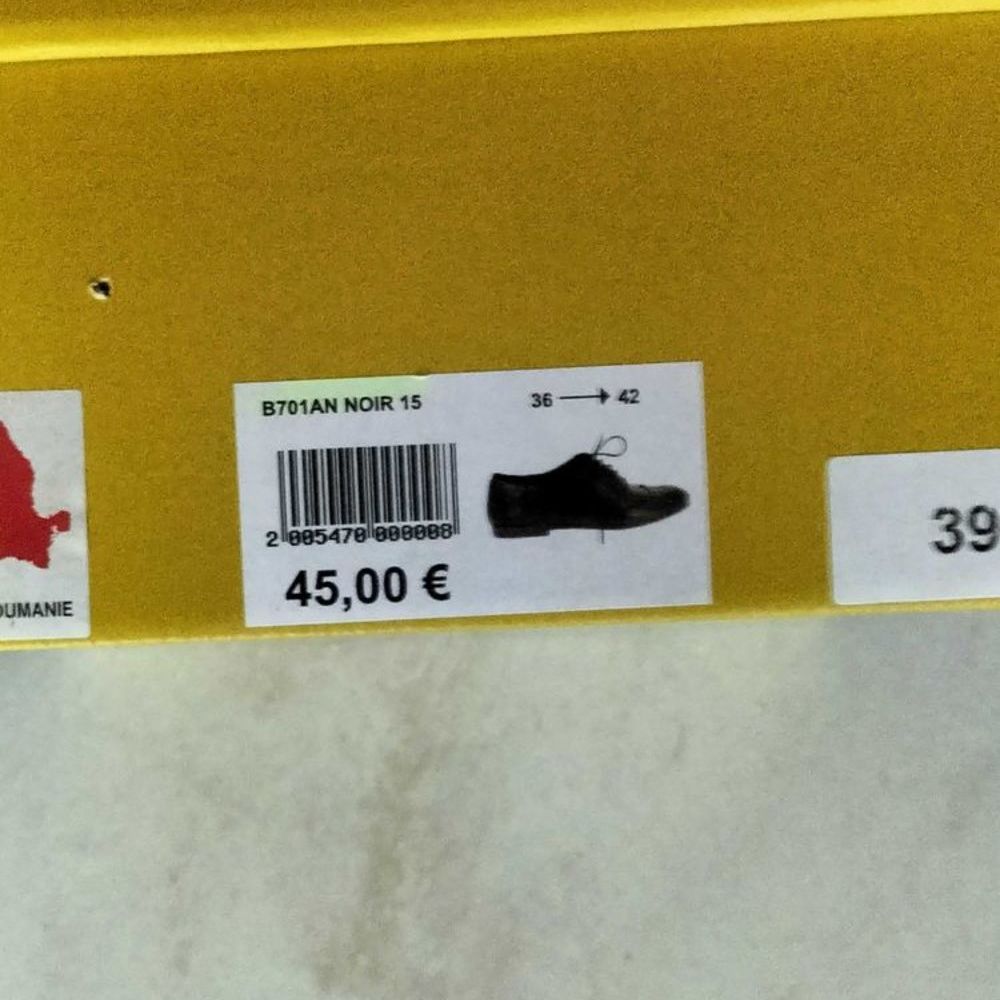 B701AN NOIR 15
36 → 42
2 005470 000008
45,00 €
OUMANIE
39